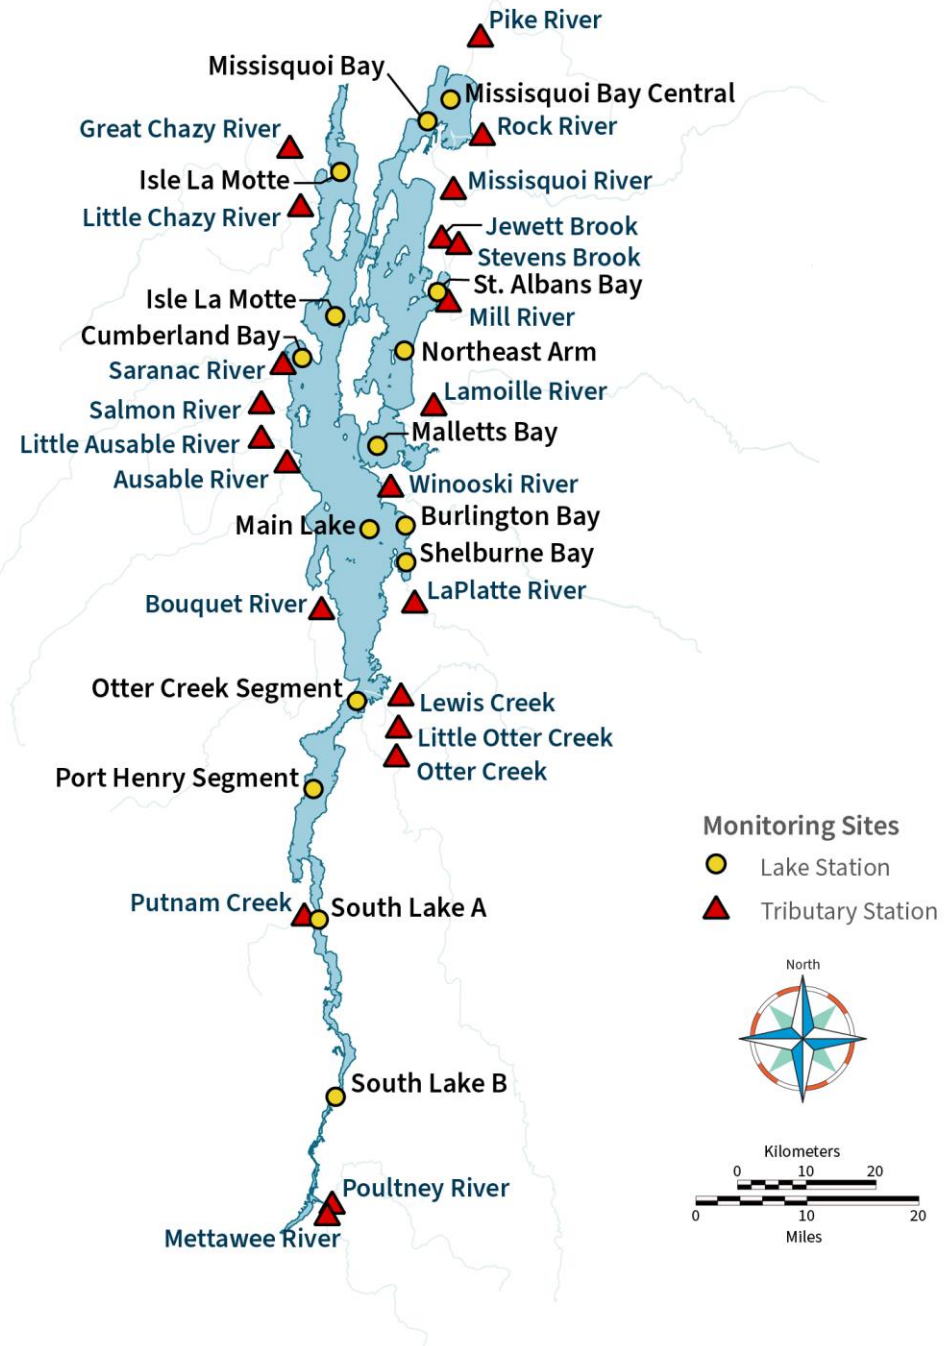 Pike River
Missisquoi Bay
Missisquoi Bay Central
Great Chazy River
Rock River
Isle La Motte
Missisquoi River
Little Chazy River
Jewett Brook
Stevens Brook
St. Albans Bay
Isle La Motte
Mill River
Cumberland Bay
Northeast Arm
Saranac River
Lamoille River
Salmon River
Malletts Bay
Little Ausable River
Ausable River
Winooski River
Main Lake
Burlington Bay
Shelburne Bay
LaPlatte River
Bouquet River
Otter Creek Segment
Lewis Creek
Little Otter Creek
Otter Creek
Port Henry Segment
Monitoring Sites
Lake Station
Tributary Station
Putnam Creek
South Lake A
North
South Lake B
Kilometers
0 10 20
0 10 20
Miles
Poultney River
Mettawee River